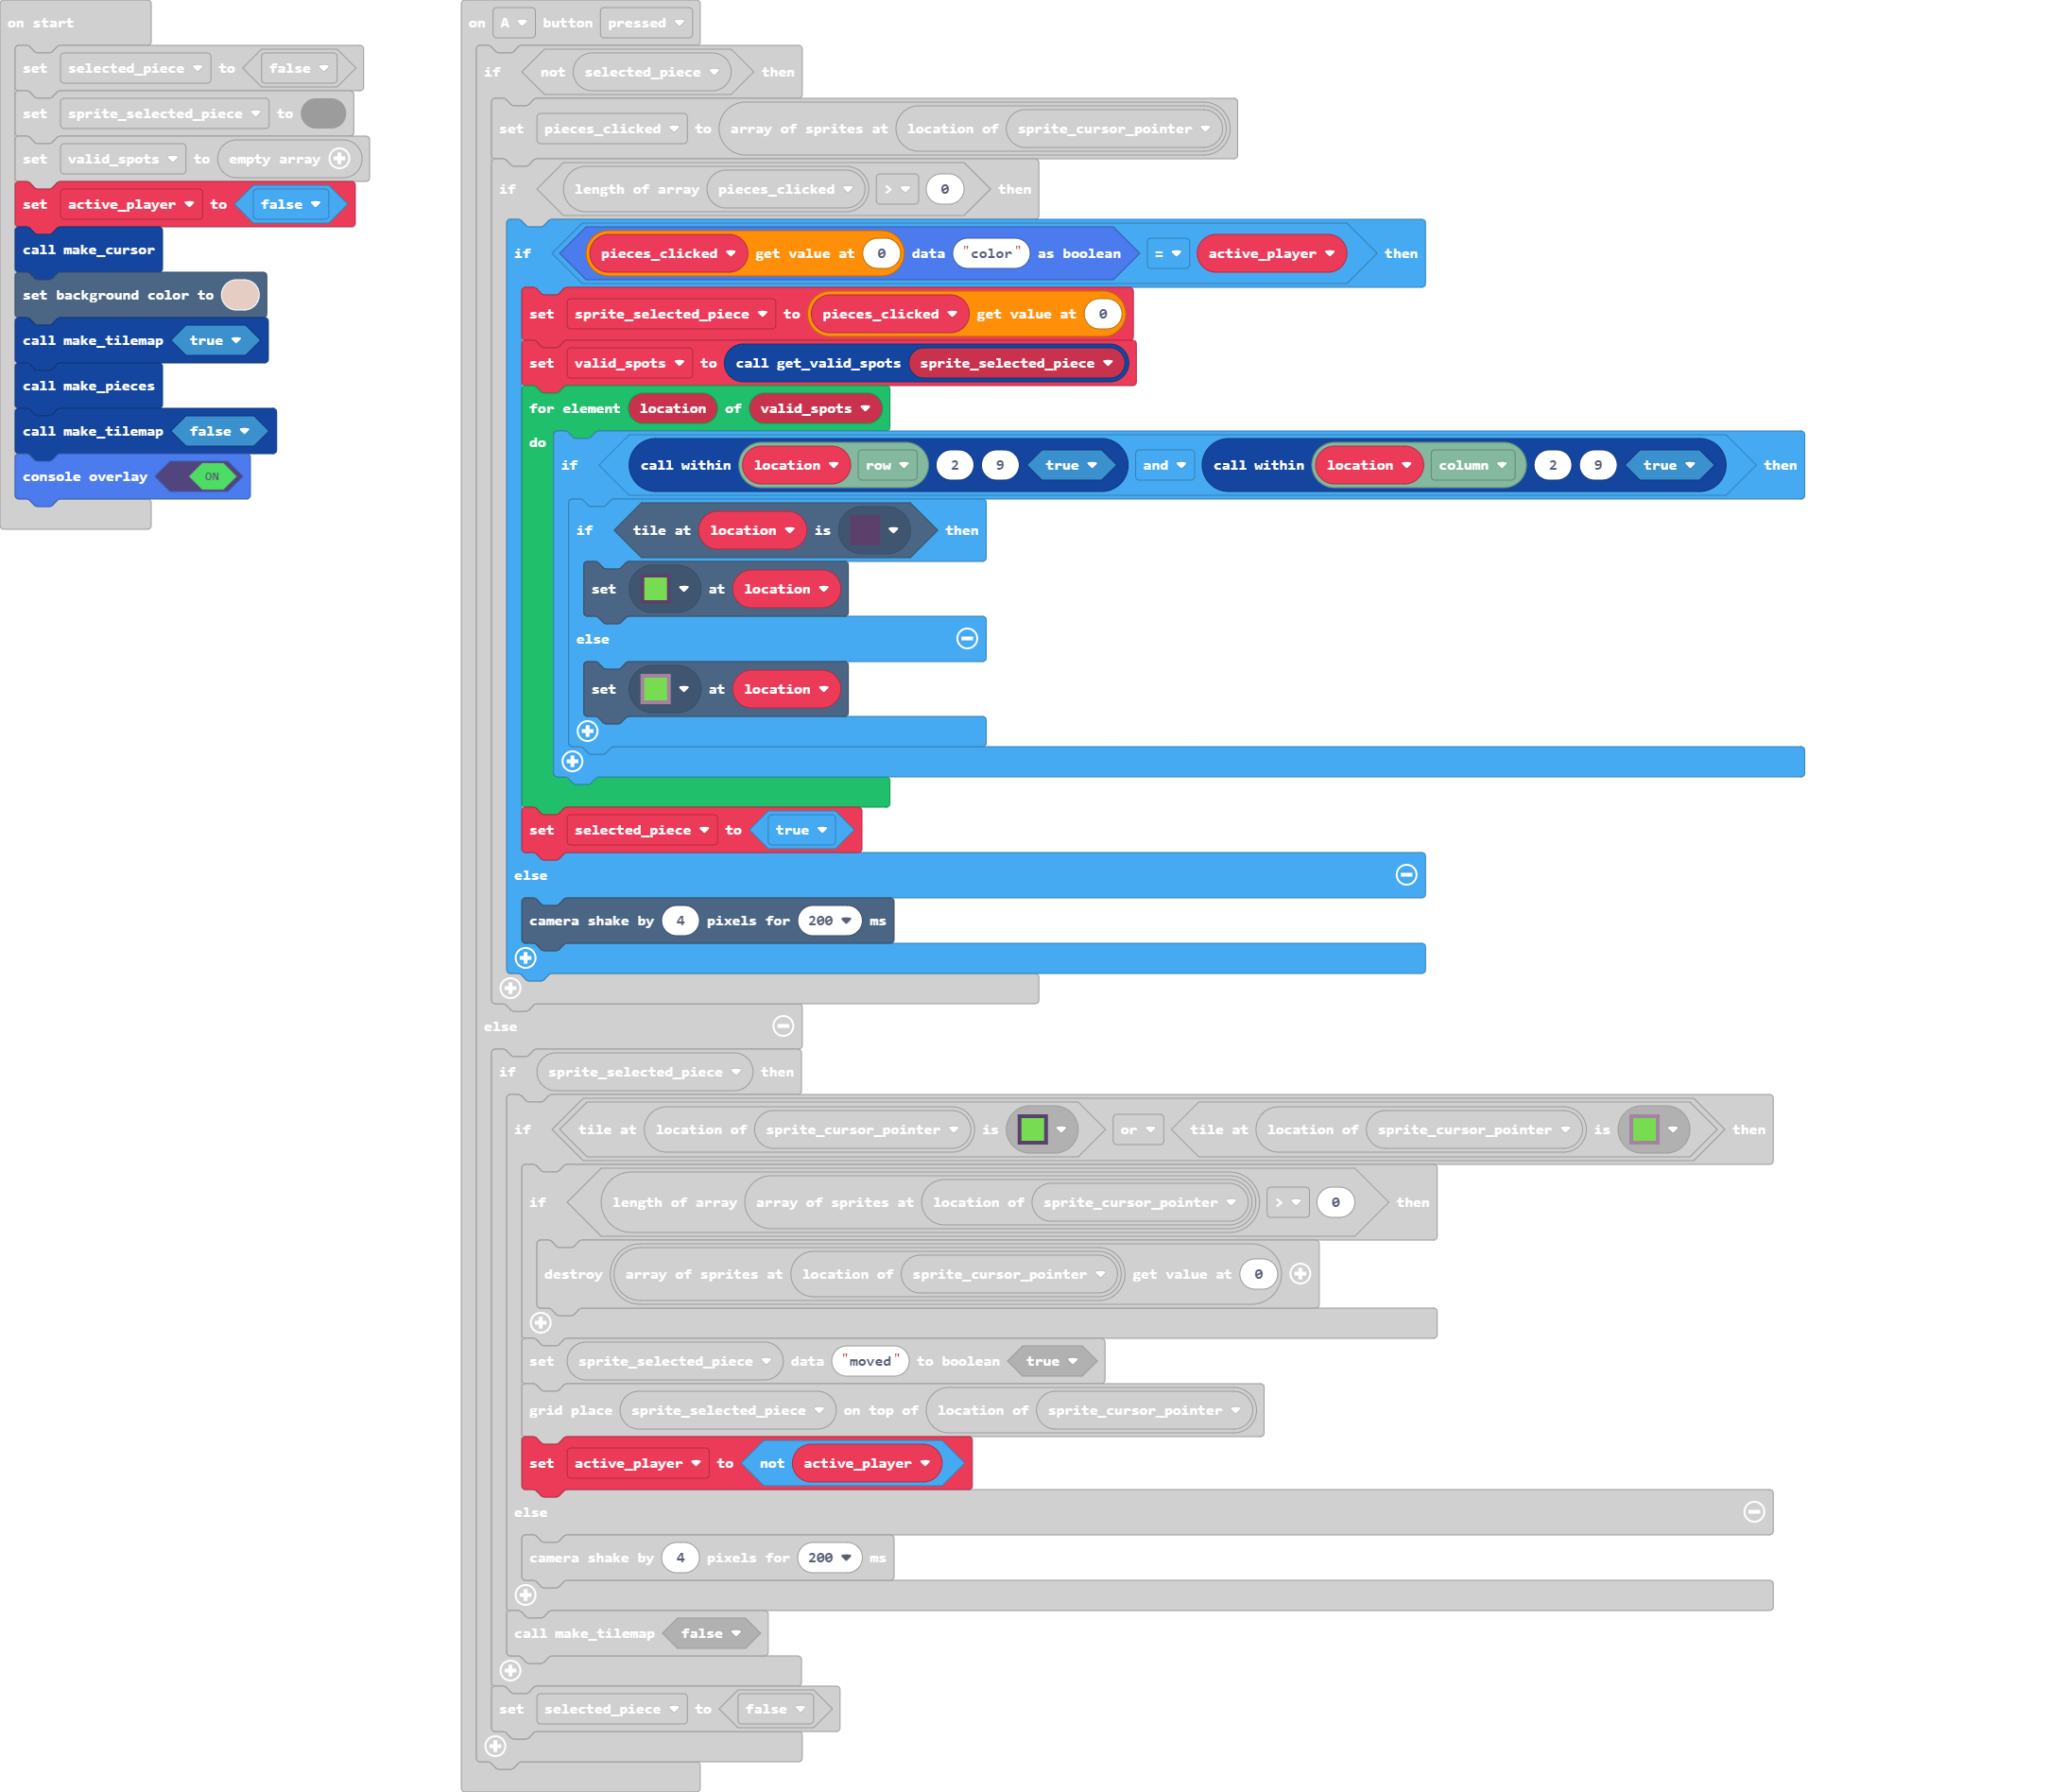 on start
set selected_piece to false
set sprite_selected_piece to
set valid_spots to empty array
set active_player to false
call make_cursor
set background color to
call make_tilemap true
call make_pieces
call make_tilemap false
console overlay ON
on A button pressed
if not selected_piece then
set pieces_clicked to array of sprites at location of sprite_cursor_pointer
if length of array pieces_clicked > 0 then
if pieces_clicked get value at 0 data "color" as boolean = active_player then
set sprite_selected_piece to pieces_clicked get value at 0
set valid_spots to call get_valid_spots sprite_selected_piece
for element location of valid_spots
do
if call within location row 2 9 true and call within location column 2 9 true then
if tile at location is then
set at location
else
set at location
set selected_piece to true
else
camera shake by 4 pixels for 200 ms
else
if sprite_selected_piece then
if tile at location of sprite_cursor_pointer is or tile at location of sprite_cursor_pointer is then
if length of array array of sprites at location of sprite_cursor_pointer > 0 then
destroy array of sprites at location of sprite_cursor_pointer get value at 0
set sprite_selected_piece data "moved" to boolean true
grid place sprite_selected_piece on top of location of sprite_cursor_pointer
set active_player to not active_player
else
camera shake by 4 pixels for 200 ms
call make_tilemap false
set selected_piece to false